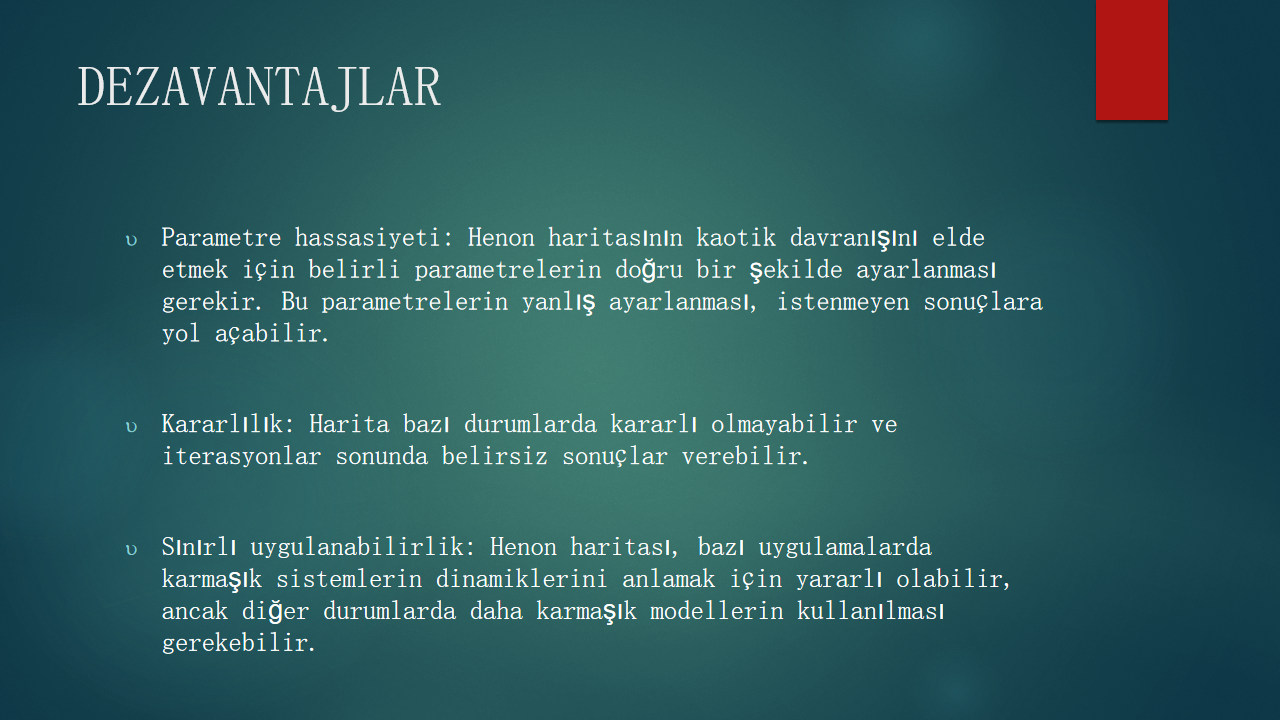 DEZAVANTAJLAR
Parametre hassasiyeti: Henon haritasının kaotik davranışını elde
etmek için belirli parametrelerin doğru bir şekilde ayarlanması
gerekir. Bu parametrelerin yanlış ayarlanması, istenmeyen sonuçlara
yol açabilir.
Kararlılık: Harita bazı durumlarda kararlı olmayabilir ve
iterasyonlar sonunda belirsiz sonuçlar verebilir.
Sınırlı uygulanabilirlik: Henon haritası, bazı uygulamalarda
karmaşık sistemlerin dinamiklerini anlamak için yararlı olabilir,
ancak diğer durumlarda daha karmaşık modellerin kullanılması
gerekebilir.